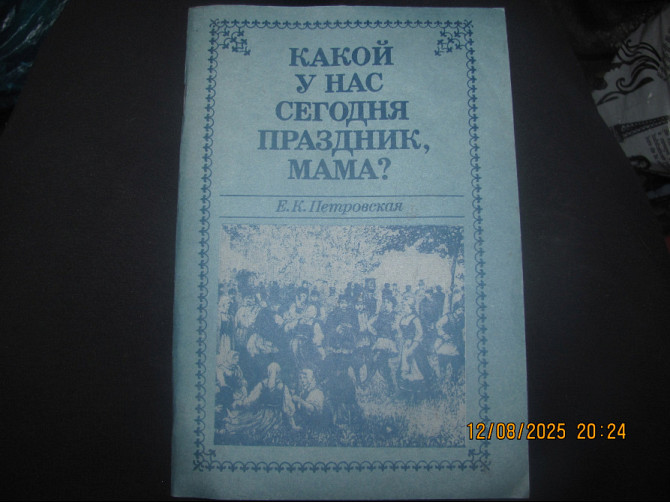 КАКОЙ
У НАС
СЕГОДНЯ
ПРАЗДНИК,
МАМА?
Е. К. Петровская
12/08/2025 20:24